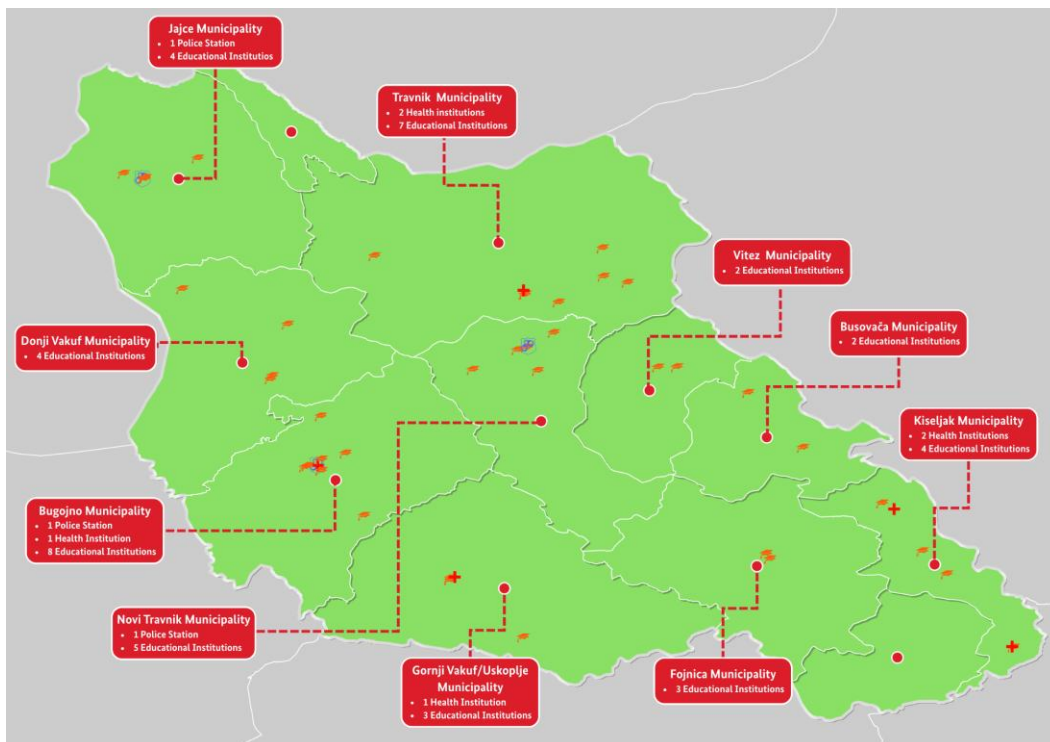 Jajce Municipality
• 1 Police Station
• 4 Educational Institutios
Travnik Municipality
• 2 Health institutions
• 7 Educational Institutions
Vitez Municipality
• 2 Educational Institutions
Busovača Municipality
• 2 Educational Institutions
Donji Vakuf Municipality
• 4 Educational Institutions
Kiseljak Municipality
• 2 Health Institutions
• 4 Educational Institutions
Bugojno Municipality
• 1 Police Station
• 1 Health Institution
• 8 Educational Institutions
Novi Travnik Municipality
• 1 Police Station
• 5 Educational Institutions
Gornji Vakuf/Uskoplje
Municipality
• 1 Health Institution
• 3 Educational Institutions
Fojnica Municipality
• 3 Educational Institutions